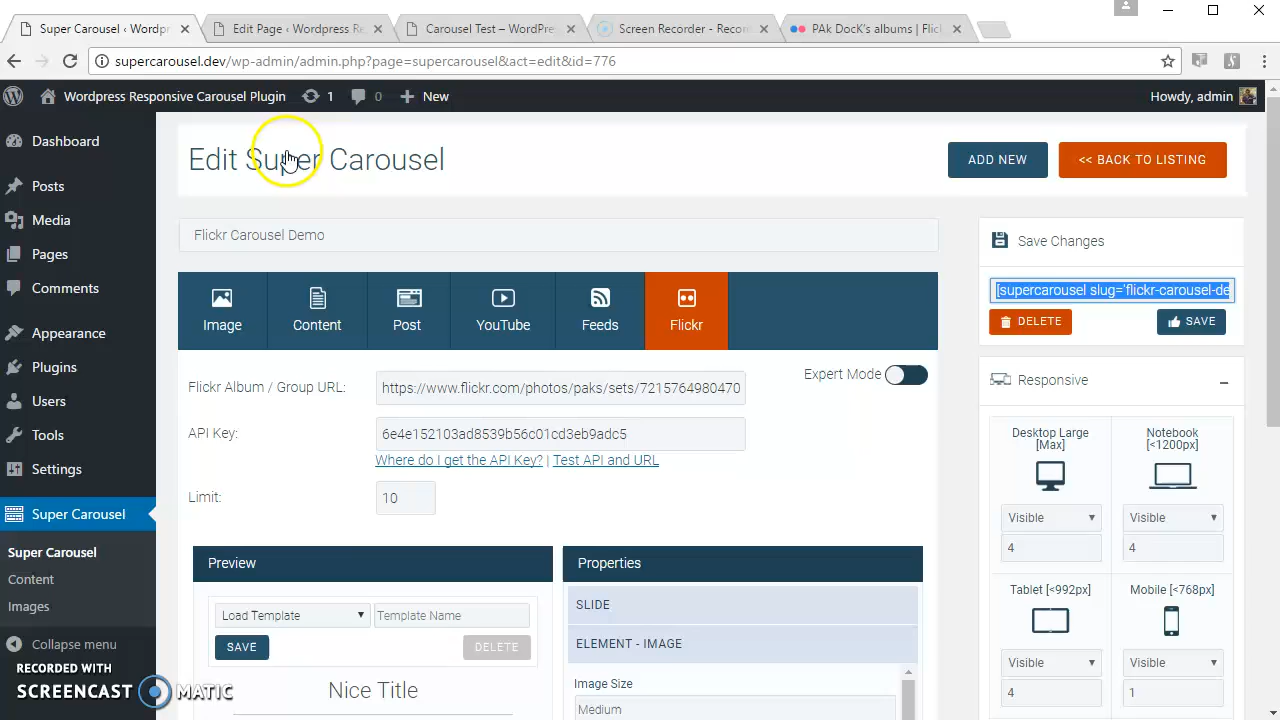 Super Carousel ‹ Wordpr
Edit Page ‹ Wordpress Re
Carousel Test – WordPre
Screen Recorder - Record
PAk DocK's albums | Flick
supercarousel.dev/wp-admin/admin.php?page=supercarousel&act=edit&id=776
Wordpress Responsive Carousel Plugin
1
0
New
Howdy, admin
Dashboard
Posts
Media
Pages
Comments
Appearance
Plugins
Users
Tools
Settings
Super Carousel
Super Carousel
Content
Images
Collapse menu
RECORDED WITH
SCREENCAST MATIC
Edit Super Carousel
ADD NEW
<< BACK TO LISTING
Flickr Carousel Demo
Image
Content
Post
YouTube
Feeds
Flickr
Flickr Album / Group URL:
https://www.flickr.com/photos/paks/sets/7215764980470
Expert Mode
API Key:
6e4e152103ad8539b56c01cd3eb9adc5
Where do I get the API Key? | Test API and URL
Limit:
10
Preview
Load Template
Template Name
SAVE
DELETE
Nice Title
Properties
SLIDE
ELEMENT - IMAGE
Image Size
Medium
Save Changes
[supercarousel slug='flickr-carousel-de
DELETE
SAVE
Responsive
Desktop Large
[Max]
Visible
4
Notebook
[<1200px]
Visible
4
Tablet [<992px]
Visible
4
Mobile [<768px]
Visible
1